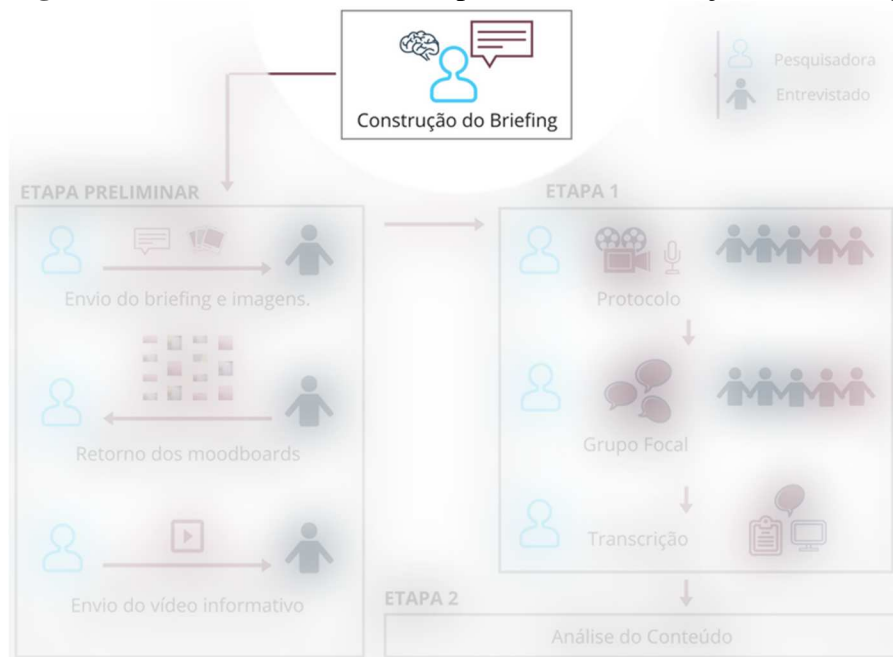 Construção do Briefing
Pesquisadora
Entrevistado
ETAPA PRELIMINAR
Envio do briefing e imagens.
Retorno dos moodboards
Envio do vídeo informativo
ETAPA 1
Protocolo
Grupo Focal
Transcrição
ETAPA 2
Análise do Conteúdo